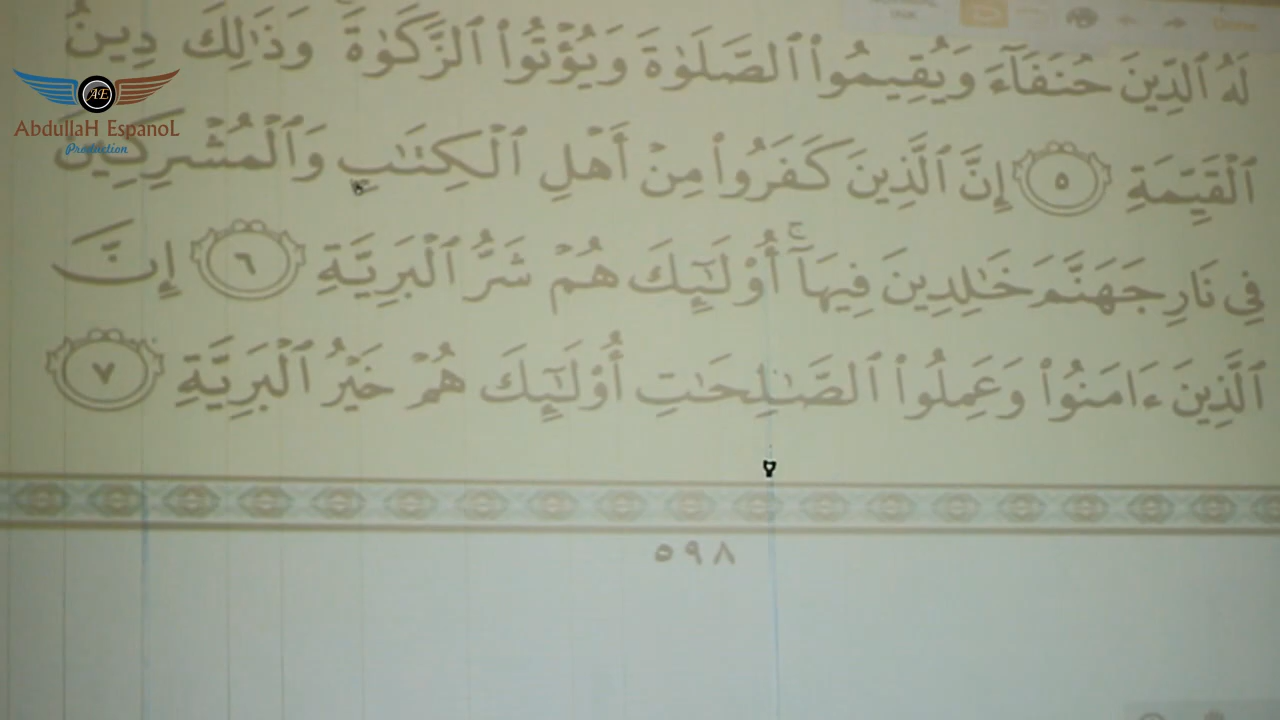 لَهُ ٱلدِّينَ حُنَفَآءَ وَيُقِيمُوا۟ ٱلصَّلَوٰةَ وَيُؤْتُوا۟ ٱلزَّكَوٰةَ وَذَٰلِكَ دِينُ
AE
AbdullaH EspanoL
Production
ٱلْقَيِّمَةِ ٥ إِنَّ ٱلَّذِينَ كَفَرُوا۟ مِنْ أَهْلِ ٱلْكِتَـٰبِ وَٱلْمُشْرِكِينَ
فِى نَارِ جَهَنَّمَ خَـٰلِدِينَ فِيهَآ ۚ أُو۟لَـٰٓئِكَ هُمْ شَرُّ ٱلْبَرِيَّةِ ٦ إِنَّ
ٱلَّذِينَ ءَامَنُوا۟ وَعَمِلُوا۟ ٱلصَّـٰلِحَـٰتِ أُو۟لَـٰٓئِكَ هُمْ خَيْرُ ٱلْبَرِيَّةِ ٧
٥٩٨